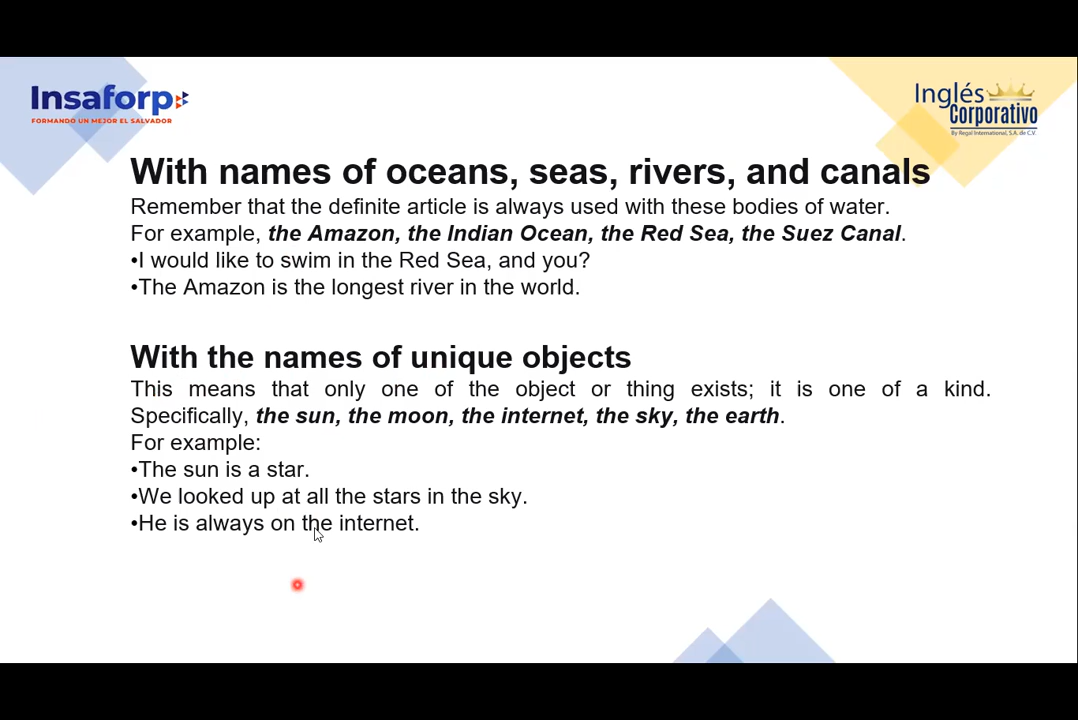 Insaforp
FORMANDO UN MEJOR EL SALVADOR
Inglés
Corporativo
By Regal International, S.A. de C.V.
With names of oceans, seas, rivers, and canals
Remember that the definite article is always used with these bodies of water.
For example, the Amazon, the Indian Ocean, the Red Sea, the Suez Canal.
•I would like to swim in the Red Sea, and you?
•The Amazon is the longest river in the world.
With the names of unique objects
This means that only one of the object or thing exists; it is one of a kind.
Specifically, the sun, the moon, the internet, the sky, the earth.
For example:
•The sun is a star.
•We looked up at all the stars in the sky.
•He is always on the internet.